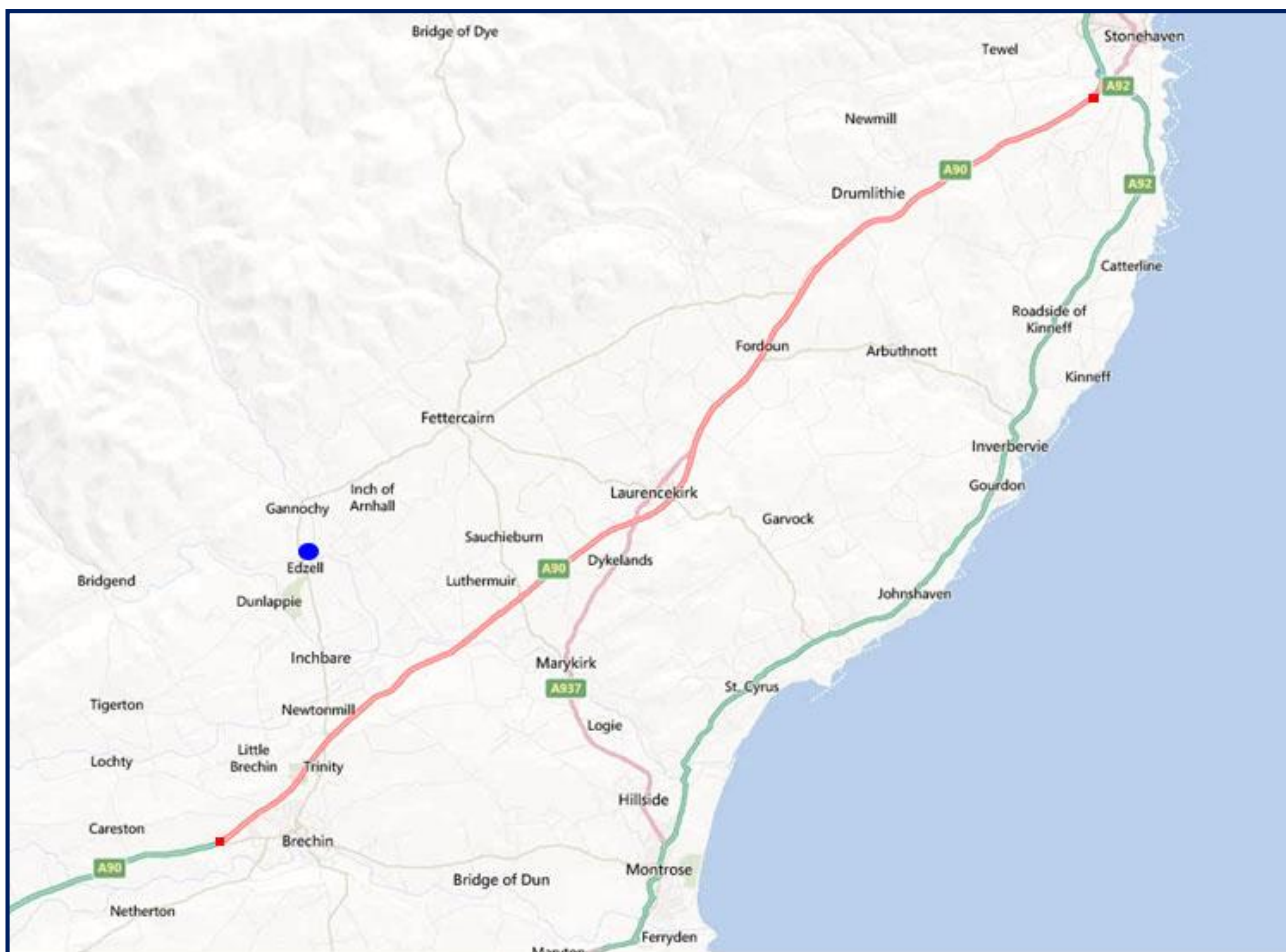 Bridge of Dye
Stonehaven
Tewel
A92
Newmill
A90
A92
Drumlithie
Catterline
Roadside of
Kinneff
Fordoun
Arbuthnott
Kinneff
Fettercairn
Inverbervie
Gourdon
Laurencekirk
Inch of
Arnhall
Gannochy
Garvock
Sauchieburn
Dykelands
Edzell
A90
Bridgend
Luthermuir
Johnshaven
Dunlappie
Inchbare
Marykirk
A937
St. Cyrus
Tigerton
Newtonmill
Logie
Little
Brechin
Lochty
Trinity
Hillside
Careston
Brechin
A90
Montrose
Bridge of Dun
Netherton
Ferryden
Maryton